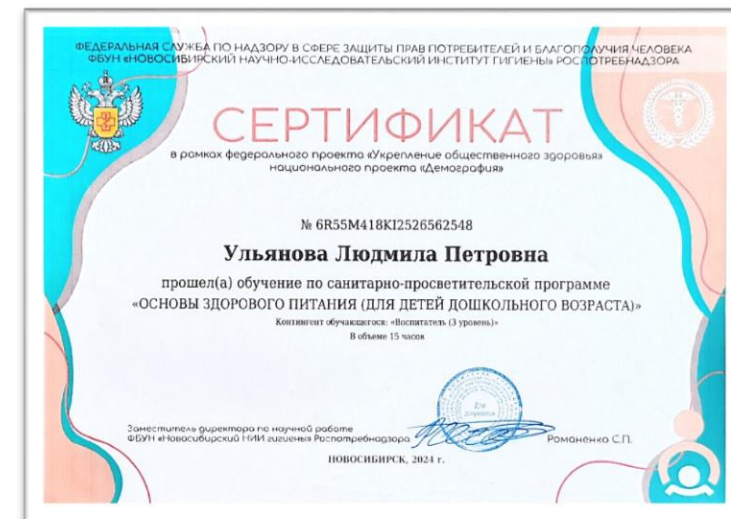 ФЕДЕРАЛЬНАЯ СЛУЖБА ПО НАДЗОРУ В СФЕРЕ ЗАЩИТЫ ПРАВ ПОТРЕБИТЕЛЕЙ И БЛАГОПОЛУЧИЯ ЧЕЛОВЕКА
ФБУН «НОВОСИБИРСКИЙ НАУЧНО-ИССЛЕДОВАТЕЛЬСКИЙ ИНСТИТУТ ГИГИЕНЫ» РОСПОТРЕБНАДЗОРА
СЕРТИФИКАТ
в рамках федерального проекта «Укрепление общественного здоровья»
национального проекта «Демография»
№ 6R55M418KI2526562548
Ульянова Людмила Петровна
прошел(а) обучение по санитарно-просветительской программе
«ОСНОВЫ ЗДОРОВОГО ПИТАНИЯ (ДЛЯ ДЕТЕЙ ДОШКОЛЬНОГО ВОЗРАСТА)»
Контингент обучающегося: «Воспитатель (3 уровень)»
В объеме 15 часов
Для
документов
Заместитель директора по научной работе
ФБУН «Новосибирский НИИ гигиены» Роспотребнадзора
Романенко С.П.
НОВОСИБИРСК, 2024 г.